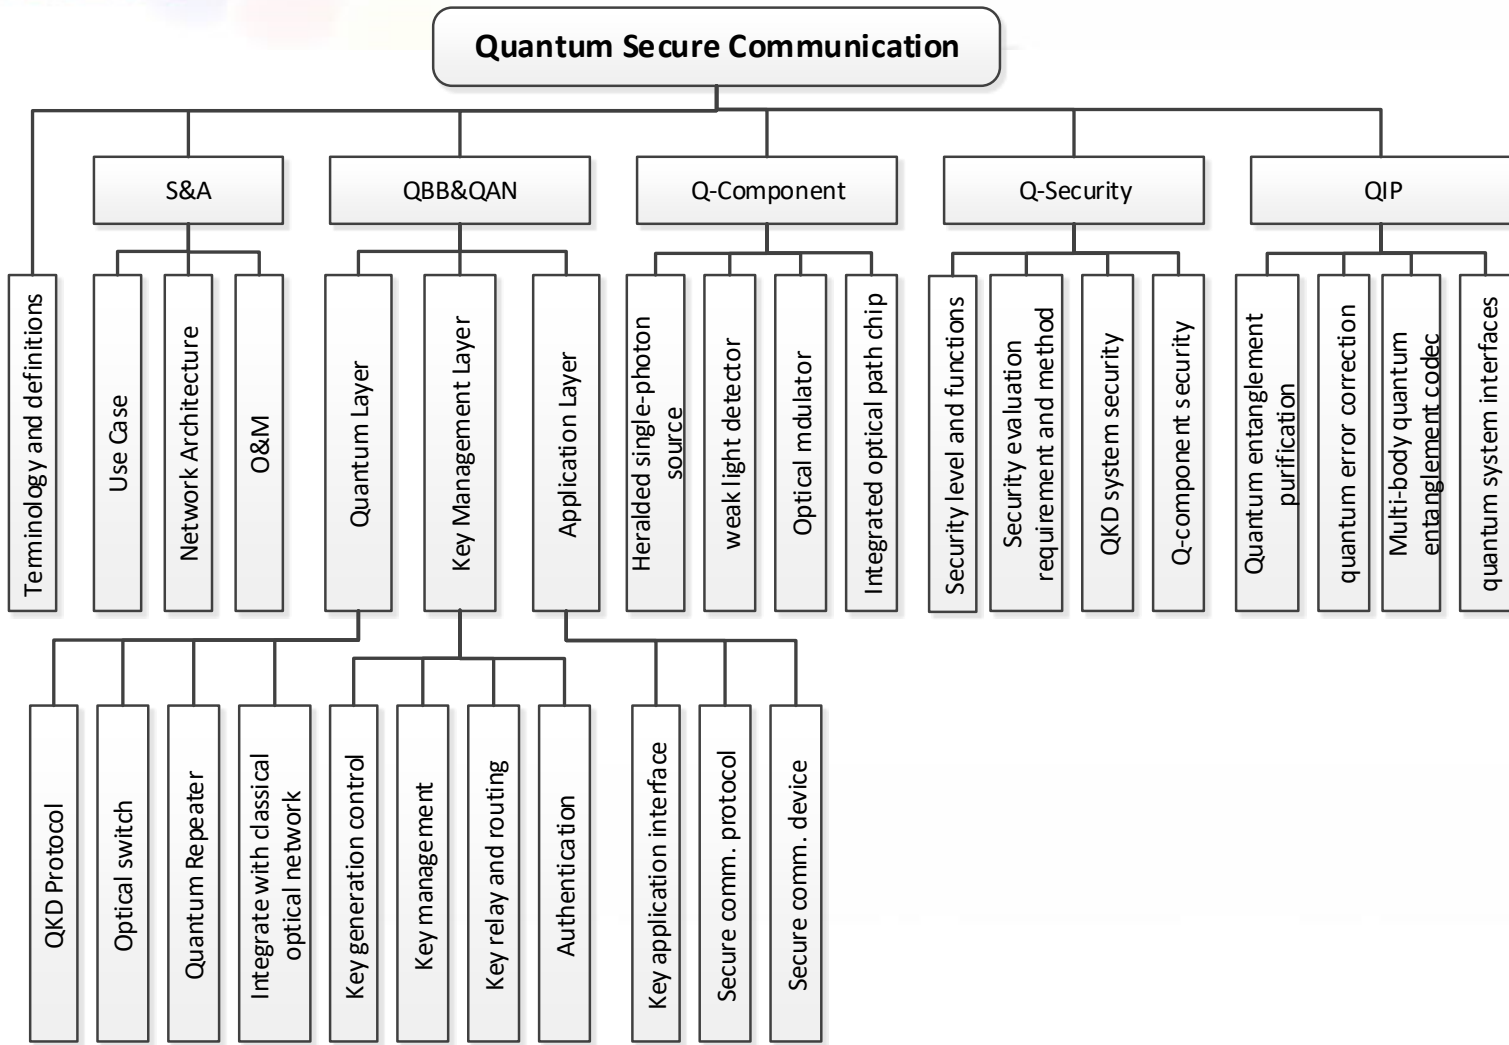 Quantum Secure Communication
S&A
QBB&QAN
Q-Component
Q-Security
QIP
Terminology and definitions
Use Case
Network Architecture
O&M
Quantum Layer
Key Management Layer
Application Layer
Heralded single-photon
source
weak light detector
Optical mdulator
Integrated optical path chip
Security level and functions
Security evaluation
requirement and method
QKD system security
Q-component security
Quantum entanglement
purification
quantum error correction
Multi-body quantum
entanglement codec
quantum system interfaces
QKD Protocol
Optical switch
Quantum Repeater
Integrate with classical
optical network
Key generation control
Key management
Key relay and routing
Authentication
Key application interface
Secure comm. protocol
Secure comm. device